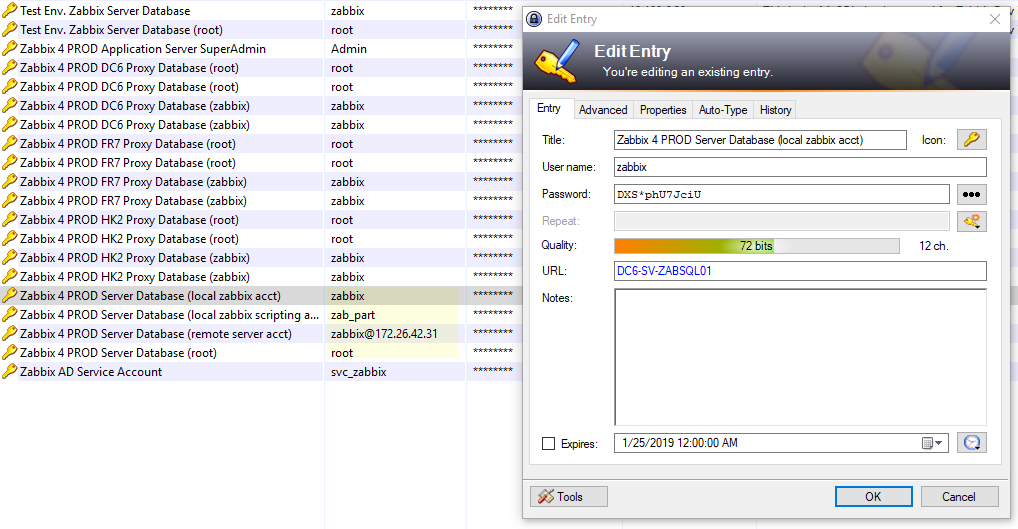 Test Env. Zabbix Server Database zabbix ********
Test Env. Zabbix Server Database (root) root ********
Zabbix 4 PROD Application Server SuperAdmin Admin ********
Zabbix 4 PROD DC6 Proxy Database (root) root ********
Zabbix 4 PROD DC6 Proxy Database (root) root ********
Zabbix 4 PROD DC6 Proxy Database (zabbix) zabbix ********
Zabbix 4 PROD DC6 Proxy Database (zabbix) zabbix ********
Zabbix 4 PROD FR7 Proxy Database (root) root ********
Zabbix 4 PROD FR7 Proxy Database (root) root ********
Zabbix 4 PROD FR7 Proxy Database (zabbix) zabbix ********
Zabbix 4 PROD FR7 Proxy Database (zabbix) zabbix ********
Zabbix 4 PROD HK2 Proxy Database (root) root ********
Zabbix 4 PROD HK2 Proxy Database (root) root ********
Zabbix 4 PROD HK2 Proxy Database (zabbix) zabbix ********
Zabbix 4 PROD HK2 Proxy Database (zabbix) zabbix ********
Zabbix 4 PROD Server Database (local zabbix acct) zabbix ********
Zabbix 4 PROD Server Database (local zabbix scripting a... zab_part ********
Zabbix 4 PROD Server Database (remote server acct) zabbix@172.26.42.31 ********
Zabbix 4 PROD Server Database (root) root ********
Zabbix AD Service Account svc_zabbix ********
Edit Entry
Edit Entry
You're editing an existing entry.
Entry Advanced Properties Auto-Type History
Title: Zabbix 4 PROD Server Database (local zabbix acct) Icon:
User name: zabbix
Password: DXS*phU7JciU
Repeat:
Quality: 72 bits 12 ch.
URL: DC6-SV-ZABSQL01
Notes:
Expires: 1/25/2019 12:00:00 AM
Tools OK Cancel